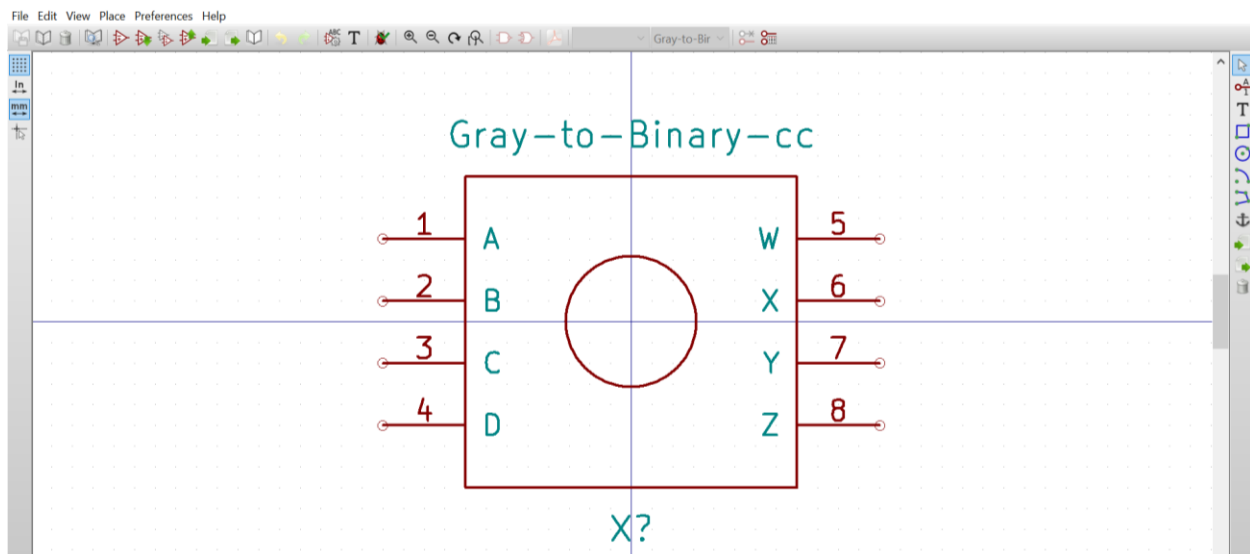 File Edit View Place Preferences Help
T
Gray-to-Bir
In
mm
T
Gray-to-Binary-cc
1 A W 5
2 B X 6
3 C Y 7
4 D Z 8
X?